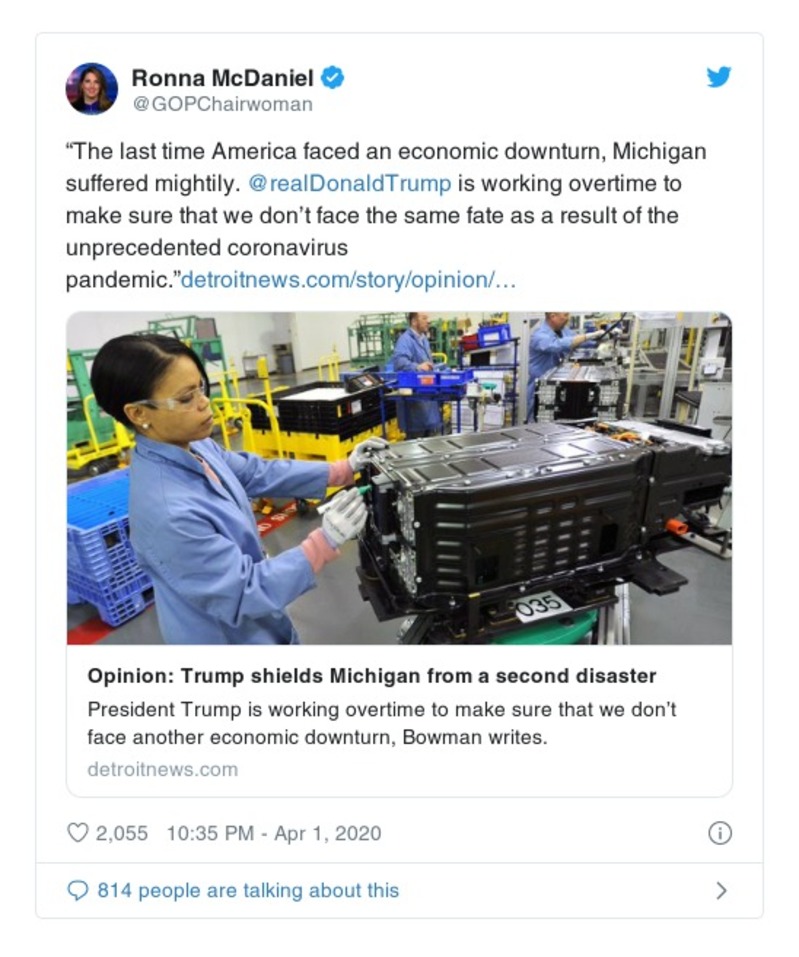 Ronna McDaniel
@GOPChairwoman
“The last time America faced an economic downturn, Michigan
suffered mightily. @realDonaldTrump is working overtime to
make sure that we don’t face the same fate as a result of the
unprecedented coronavirus
pandemic.”detroitnews.com/story/opinion/…
035
Opinion: Trump shields Michigan from a second disaster
President Trump is working overtime to make sure that we don’t
face another economic downturn, Bowman writes.
detroitnews.com
2,055 10:35 PM - Apr 1, 2020
814 people are talking about this